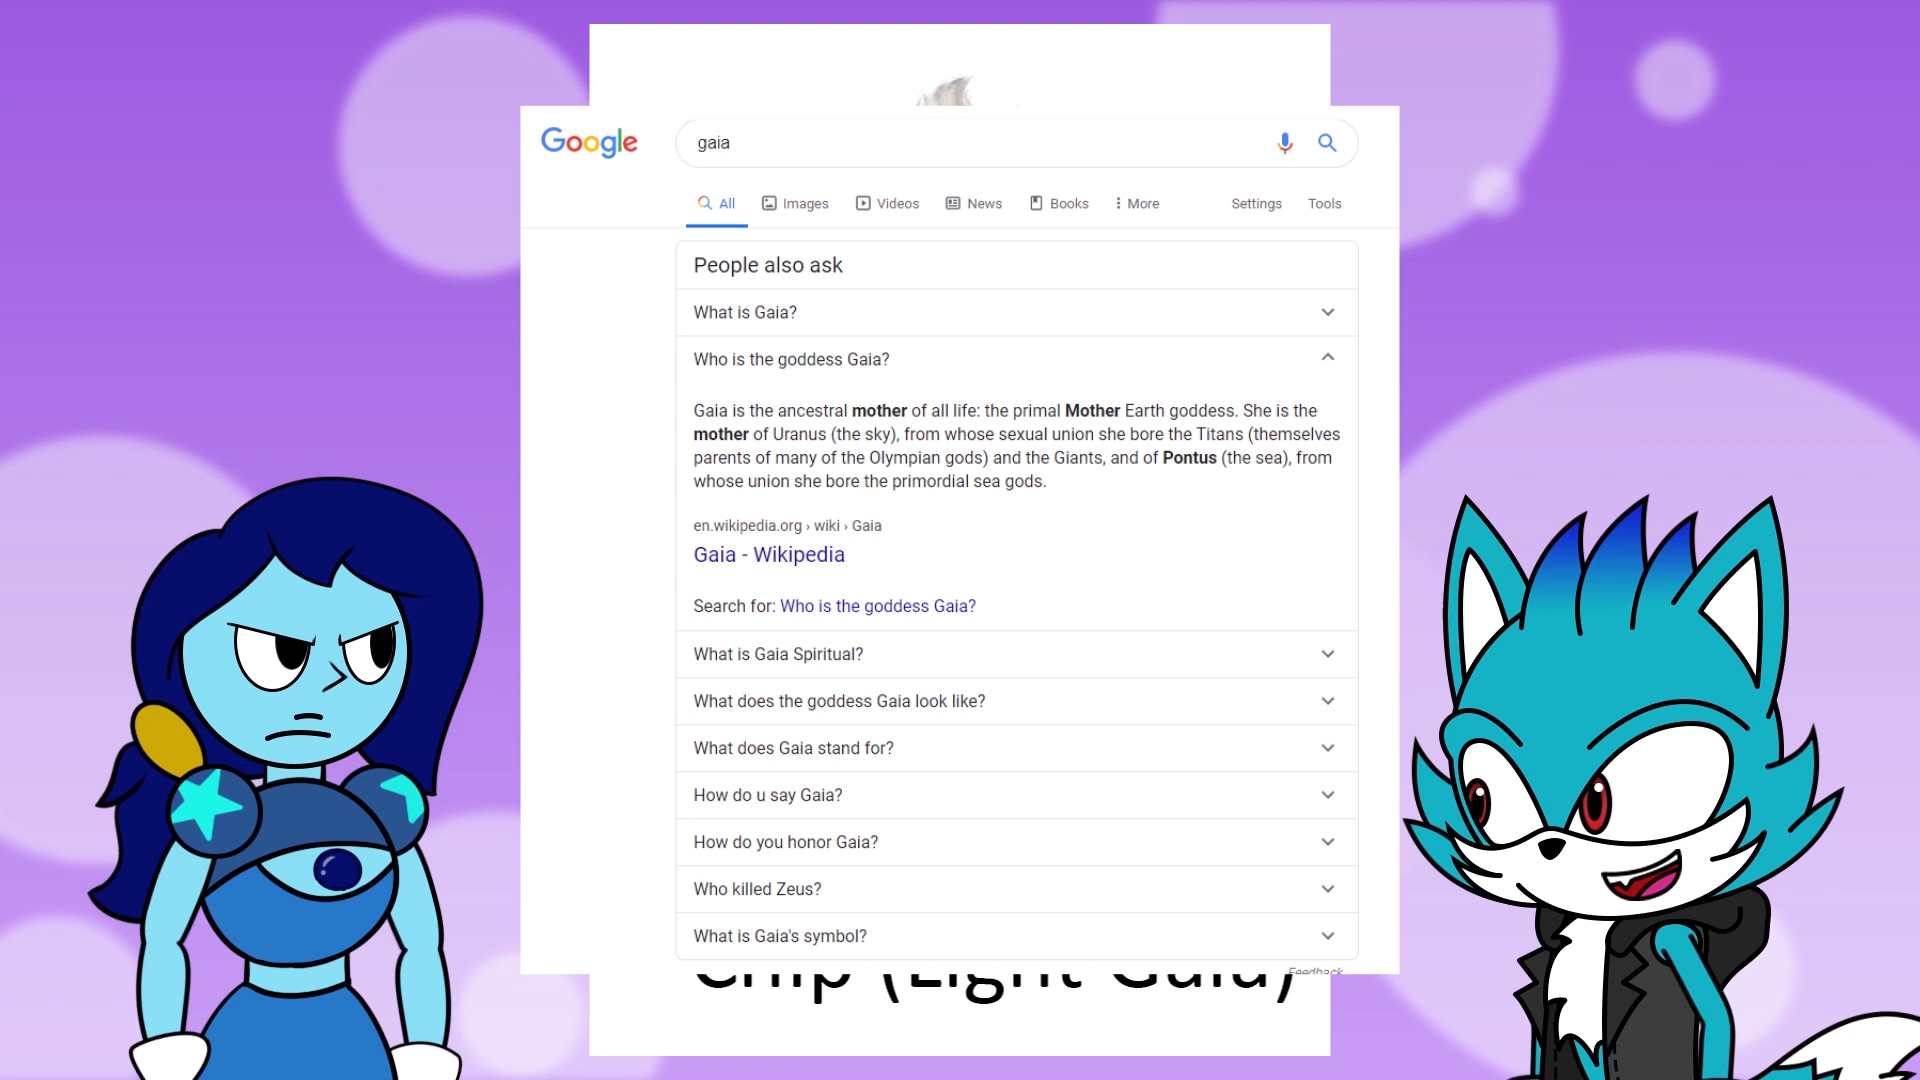 Google
gaia
All Images Videos News Books More Settings Tools
People also ask
What is Gaia?
Who is the goddess Gaia?
Gaia is the ancestral mother of all life: the primal Mother Earth goddess. She is the
mother of Uranus (the sky), from whose sexual union she bore the Titans (themselves
parents of many of the Olympian gods) and the Giants, and of Pontus (the sea), from
whose union she bore the primordial sea gods.
en.wikipedia.org › wiki › Gaia
Gaia - Wikipedia
Search for: Who is the goddess Gaia?
What is Gaia Spiritual?
What does the goddess Gaia look like?
What does Gaia stand for?
How do u say Gaia?
How do you honor Gaia?
Who killed Zeus?
What is Gaia's symbol?
Feedback
Chip (Light Gaia)